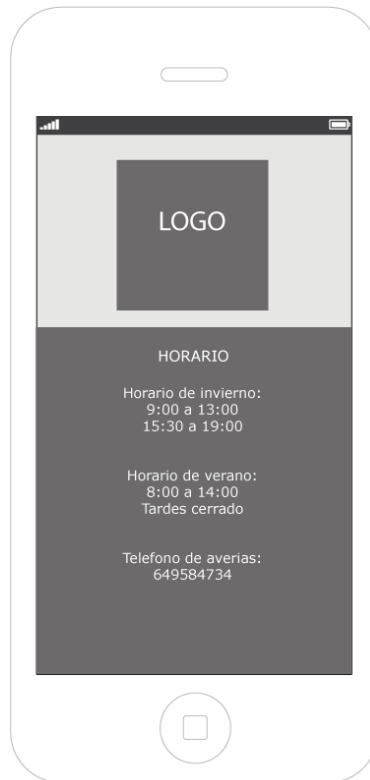 LOGO
HORARIO
Horario de invierno:
9:00 a 13:00
15:30 a 19:00
Horario de verano:
8:00 a 14:00
Tardes cerrado
Telefono de averias:
649584734